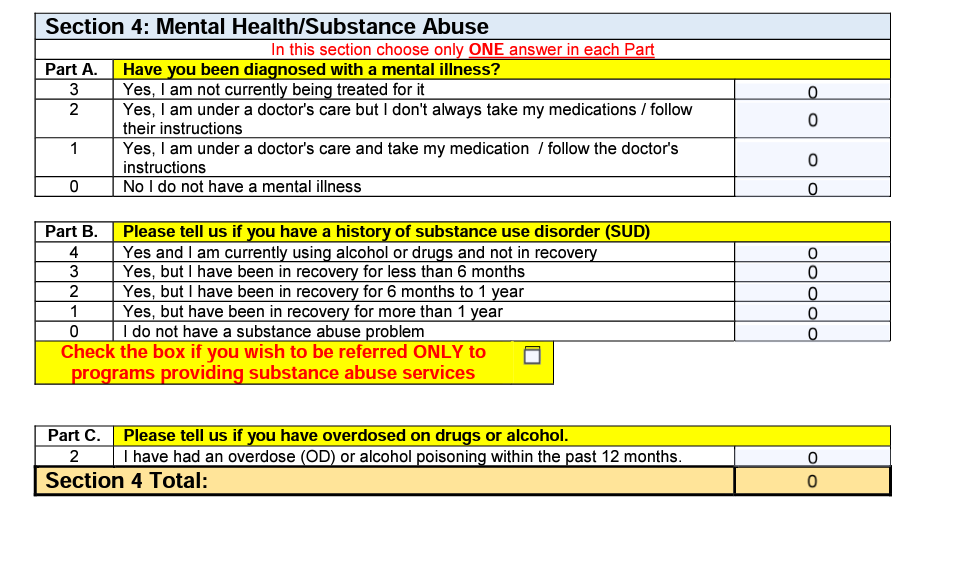 Section 4: Mental Health/Substance Abuse
In this section choose only ONE answer in each Part
Part A. Have you been diagnosed with a mental illness?
3 Yes, I am not currently being treated for it 0
2 Yes, I am under a doctor's care but I don't always take my medications / follow
their instructions 0
1 Yes, I am under a doctor's care and take my medication / follow the doctor's
instructions 0
0 No I do not have a mental illness 0
Part B. Please tell us if you have a history of substance use disorder (SUD)
4 Yes and I am currently using alcohol or drugs and not in recovery 0
3 Yes, but I have been in recovery for less than 6 months 0
2 Yes, but I have been in recovery for 6 months to 1 year 0
1 Yes, but have been in recovery for more than 1 year 0
0 I do not have a substance abuse problem 0
Check the box if you wish to be referred ONLY to
programs providing substance abuse services
Part C. Please tell us if you have overdosed on drugs or alcohol.
2 I have had an overdose (OD) or alcohol poisoning within the past 12 months. 0
Section 4 Total: 0